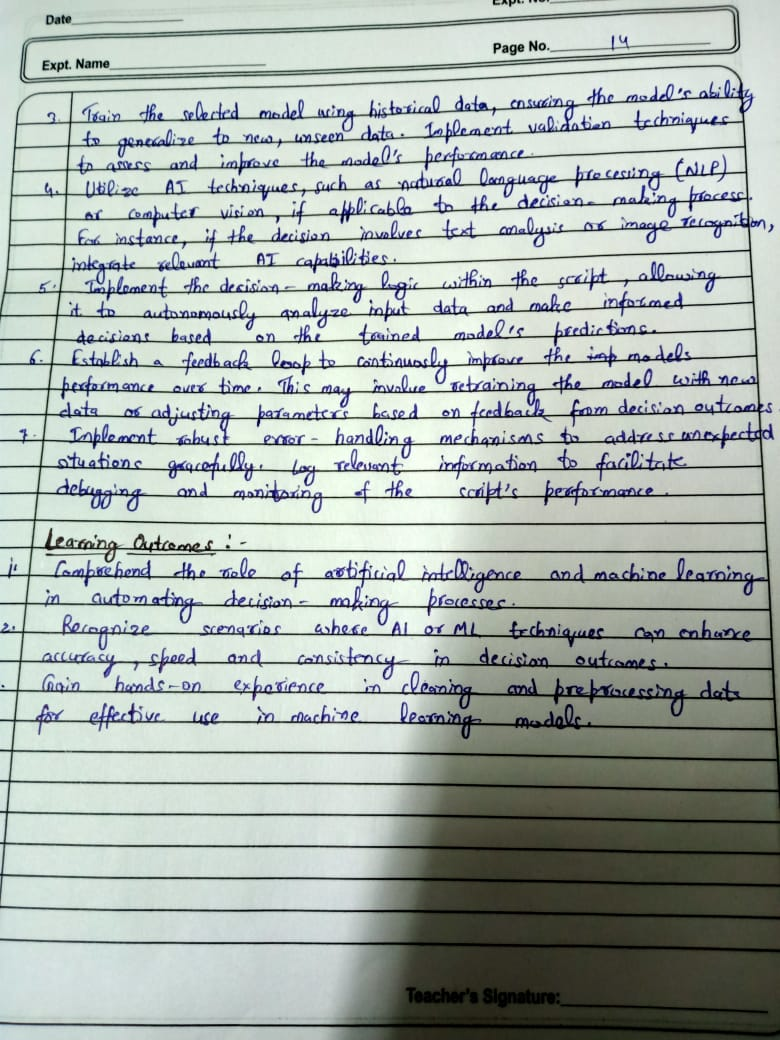 Expt. No.
Date
Page No. 14
Expt. Name
3. Train the selected model using historical data, ensuring the model's ability
to generalize to new, unseen data. Inplement validation techniques
to assess and improve the model's performance.
4. Utilize AI techniques, such as natural language processing (NLP)
or computer vision, if applicable to the decision-making process.
For instance, if the decision involves text analysis or image recognition,
integrate relevant AI capabilities.
5. Implement the decision-making logic within the script, allowing
it to autonomously analyze input data and make informed
decisions based on the trained model's predictions.
6. Establish a feedback loop to continuously improve the imp models
performance over time. This may involve retraining the model with new
data or adjusting parameters based on feedback from decision outcomes.
7. Inplement robust error-handling mechanisms to address unexpected
situations gracefully. Log relevant information to facilitate
debugging and monitoring of the script's performance.
Learning Outcomes :-
1. Comprehend the role of artificial intelligence and machine learning
in automating decision-making processes.
2. Recognize scenarios where AI or ML techniques can enhance
accuracy, speed and consistency in decision outcomes.
. Gain hands-on experience in cleaning and preprocessing data
for effective use in machine learning models.
Teacher's Signature: